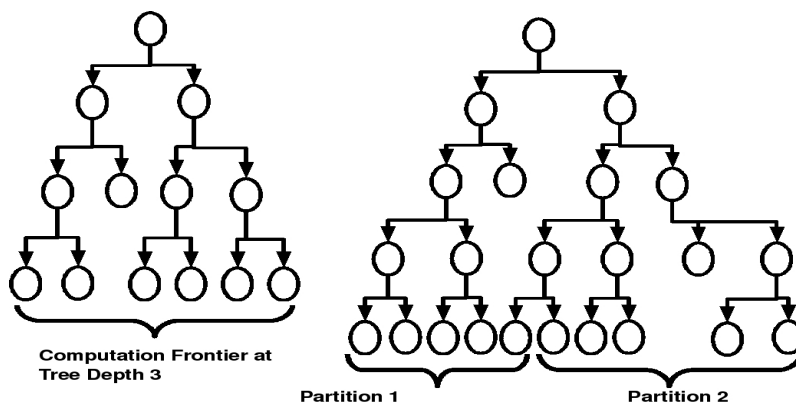 Computation Frontier at
Tree Depth 3
Partition 1
Partition 2